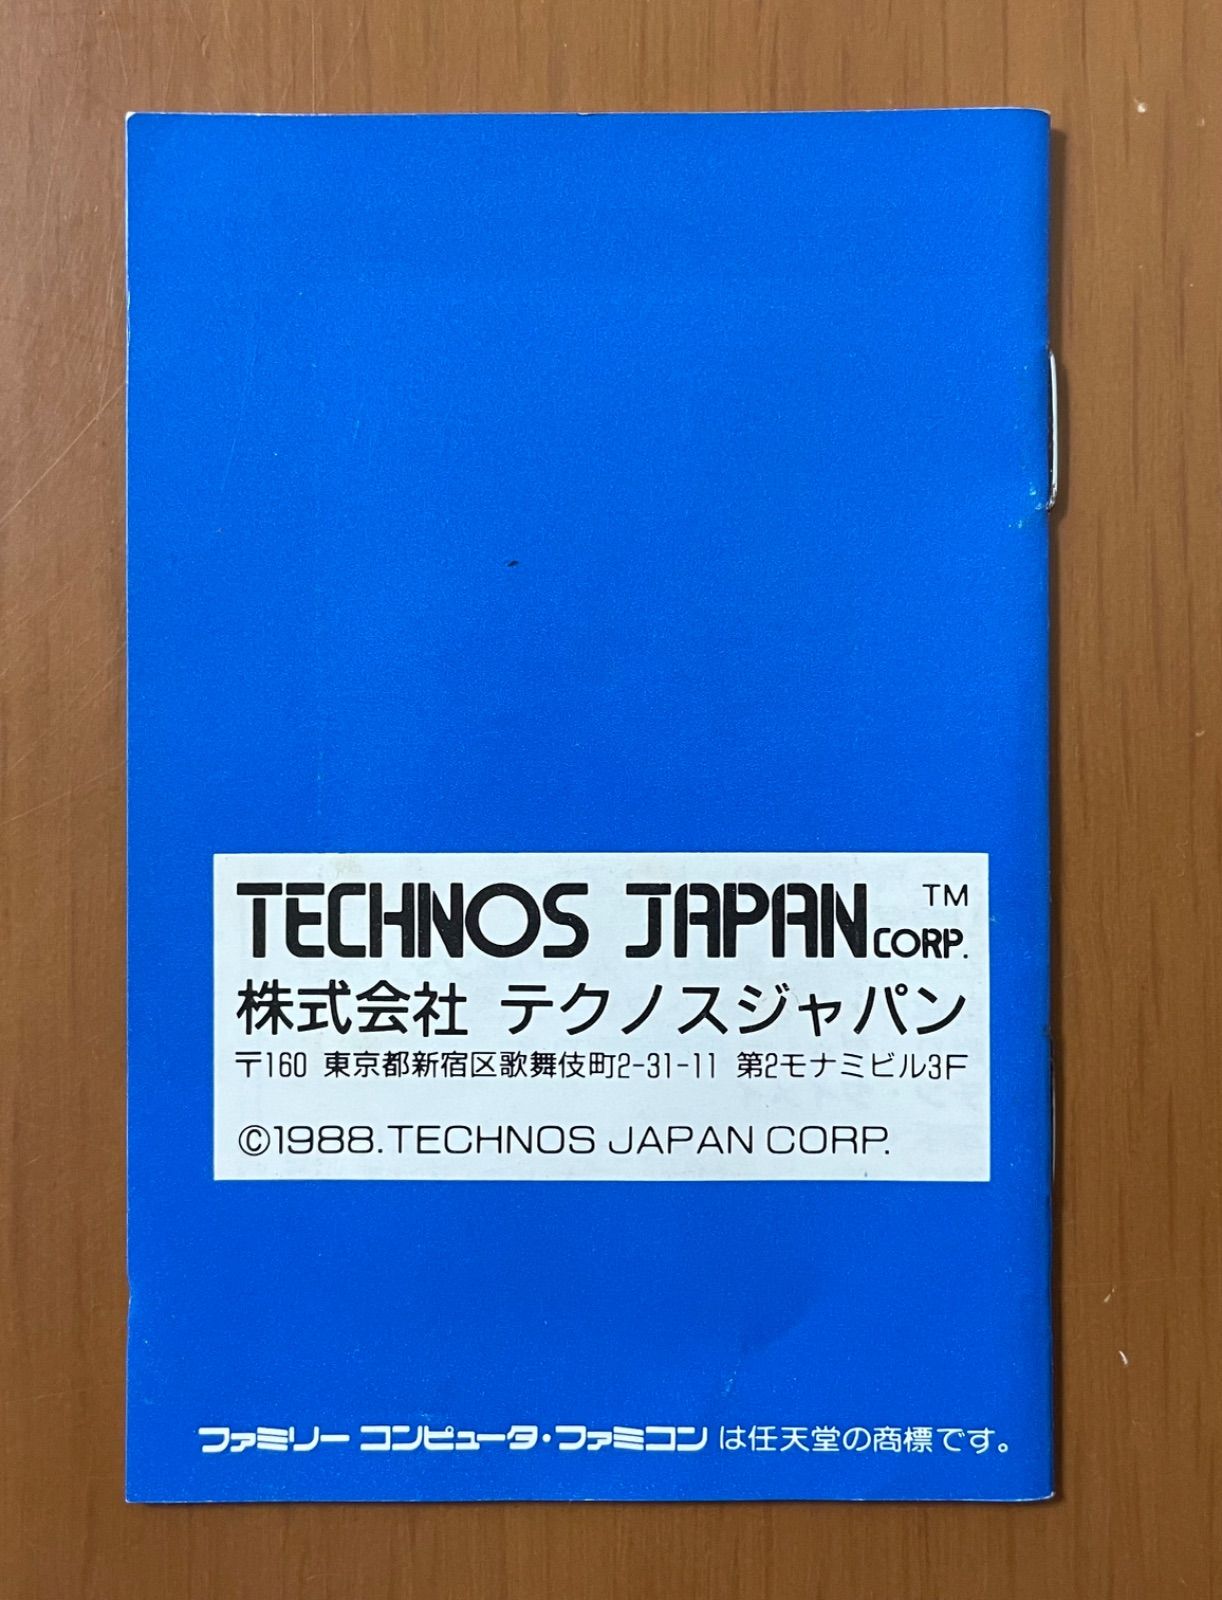 TECHNOS JAPAN CORP. TM
株式会社 テクノスジャパン
〒160 東京都新宿区歌舞伎町2-31-11 第2モナミビル3F
©1988.TECHNOS JAPAN CORP.
ファミリー コンピュータ・ファミコン は任天堂の商標です。